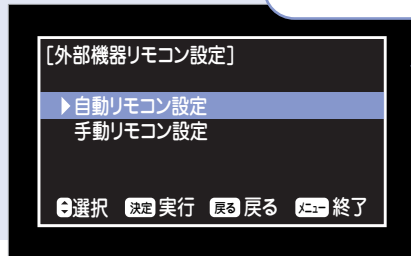 [外部機器リモコン設定]
▶自動リモコン設定
手動リモコン設定
選択 決定 実行 戻る 戻る メニュー 終了